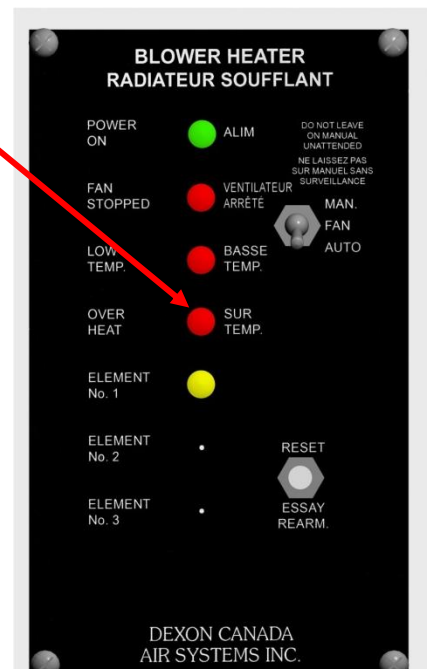 BLOWER HEATER
RADIATEUR SOUFFLANT
POWER
ON
ALIM
DO NOT LEAVE
ON MANUAL
UNATTENDED
NE LAISSEZ PAS
SUR MANUEL SANS
SURVEILLANCE
FAN
STOPPED
VENTILATEUR
ARRÊTÉ
MAN.
FAN
AUTO
LOW
TEMP.
BASSE
TEMP.
OVER
HEAT
SUR
TEMP.
ELEMENT
No. 1
ELEMENT
No. 2
RESET
ELEMENT
No. 3
ESSAY
REARM.
DEXON CANADA
AIR SYSTEMS INC.